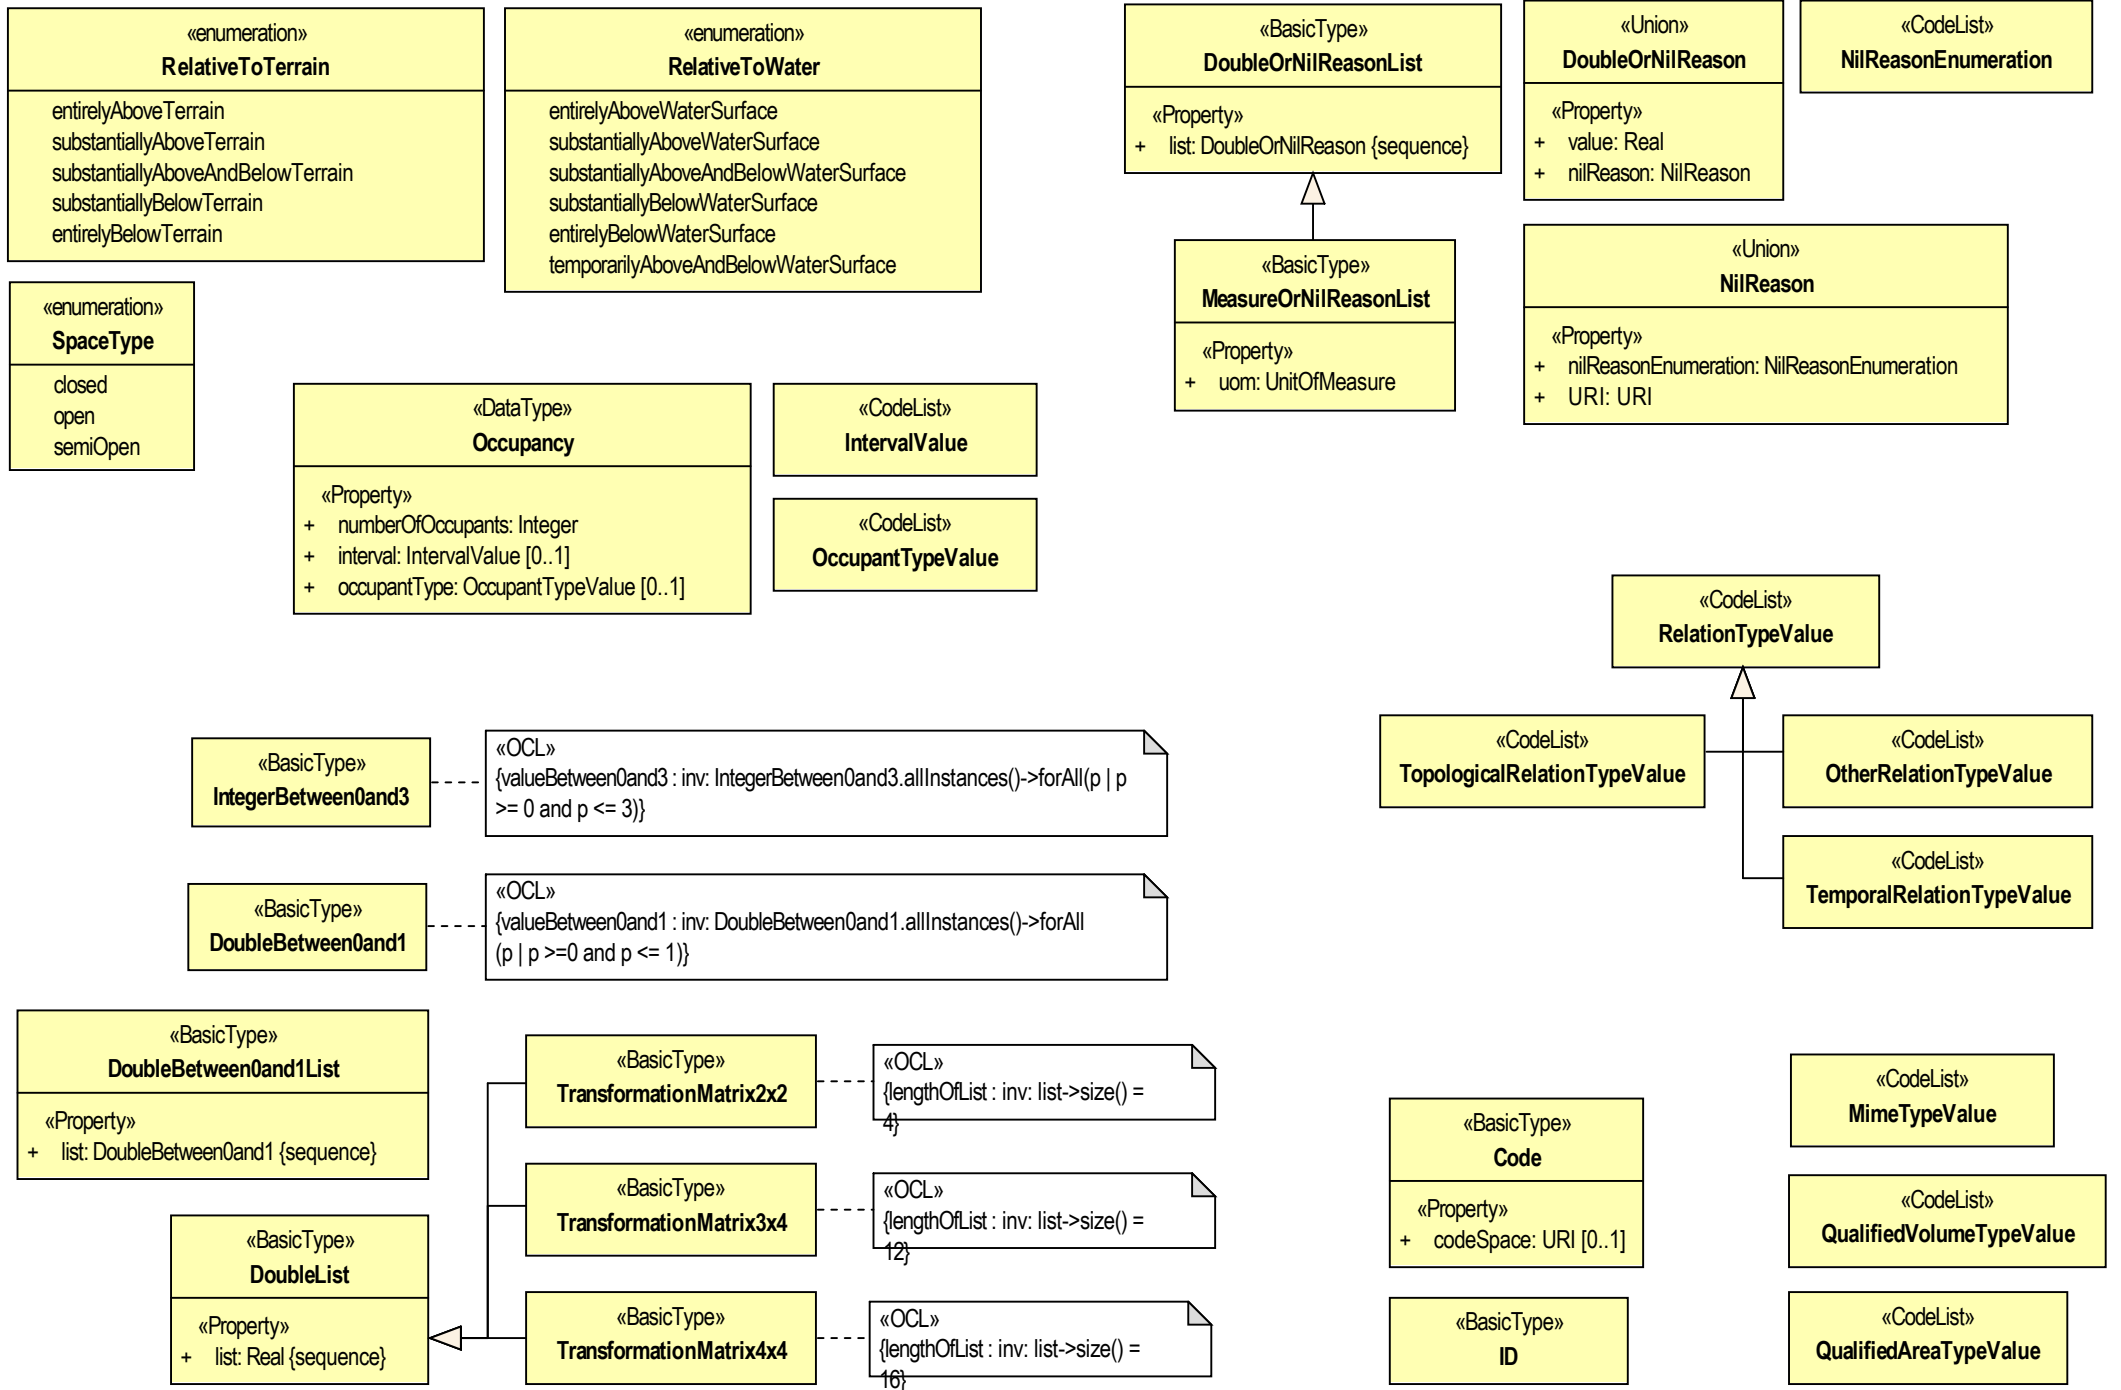 «enumeration»
RelativeToTerrain
entirelyAboveTerrain
substantiallyAboveTerrain
substantiallyAboveAndBelowTerrain
substantiallyBelowTerrain
entirelyBelowTerrain
«enumeration»
RelativeToWater
entirelyAboveWaterSurface
substantiallyAboveWaterSurface
substantiallyAboveAndBelowWaterSurface
substantiallyBelowWaterSurface
entirelyBelowWaterSurface
temporarilyAboveAndBelowWaterSurface
«BasicType»
DoubleOrNilReasonList
«Property»
+ list: DoubleOrNilReason {sequence}
«Union»
DoubleOrNilReason
«Property»
+ value: Real
+ nilReason: NilReason
«CodeList»
NilReasonEnumeration
«BasicType»
MeasureOrNilReasonList
«Property»
+ uom: UnitOfMeasure
«Union»
NilReason
«Property»
+ nilReasonEnumeration: NilReasonEnumeration
+ URI: URI
«enumeration»
SpaceType
closed
open
semiOpen
«DataType»
Occupancy
«Property»
+ numberOfOccupants: Integer
+ interval: IntervalValue [0..1]
+ occupantType: OccupantTypeValue [0..1]
«CodeList»
IntervalValue
«CodeList»
OccupantTypeValue
«CodeList»
RelationTypeValue
«CodeList»
TopologicalRelationTypeValue
«CodeList»
OtherRelationTypeValue
«CodeList»
TemporalRelationTypeValue
«BasicType»
IntegerBetween0and3
«OCL»
{valueBetween0and3 : inv: IntegerBetween0and3.allInstances()->forAll(p | p
>= 0 and p <= 3)}
«BasicType»
DoubleBetween0and1
«OCL»
{valueBetween0and1 : inv: DoubleBetween0and1.allInstances()->forAll
(p | p >=0 and p <= 1)}
«BasicType»
DoubleBetween0and1List
«Property»
+ list: DoubleBetween0and1 {sequence}
«BasicType»
DoubleList
«Property»
+ list: Real {sequence}
«BasicType»
TransformationMatrix2x2
«OCL»
{lengthOfList : inv: list->size() =
4}
«BasicType»
TransformationMatrix3x4
«OCL»
{lengthOfList : inv: list->size() =
12}
«BasicType»
TransformationMatrix4x4
«OCL»
{lengthOfList : inv: list->size() =
16}
«BasicType»
Code
«Property»
+ codeSpace: URI [0..1]
«BasicType»
ID
«CodeList»
MimeTypeValue
«CodeList»
QualifiedVolumeTypeValue
«CodeList»
QualifiedAreaTypeValue